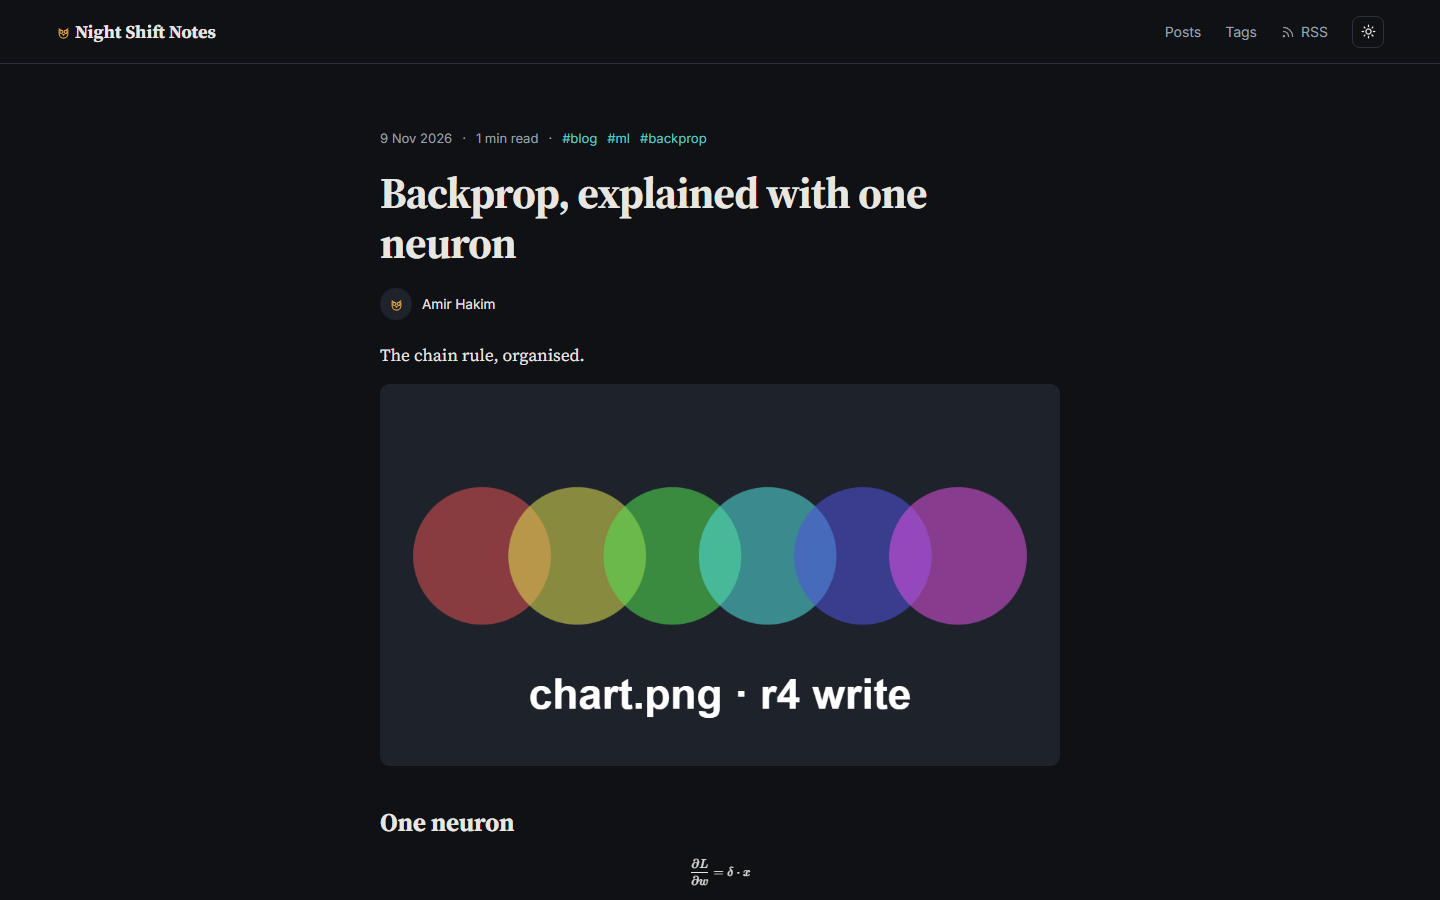 Night Shift Notes
Posts Tags RSS
9 Nov 2026 · 1 min read · #blog #ml #backprop
Backprop, explained with one
neuron
Amir Hakim
The chain rule, organised.
chart.png · r4 write
One neuron
∂L/∂w = δ · x